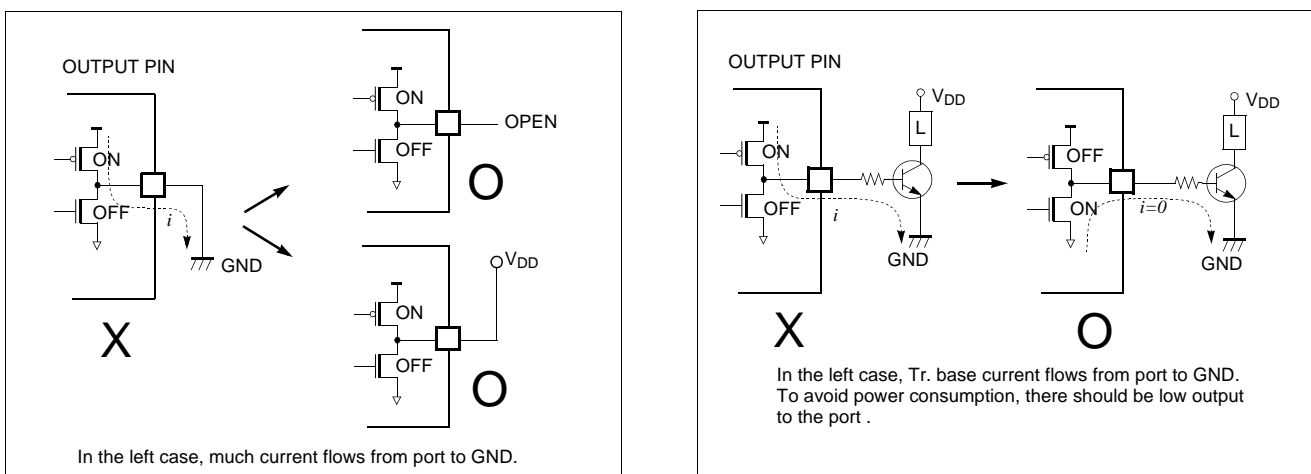 OUTPUT PIN
ON
OFF
i
GND
X
ON
OFF
OPEN
O
VDD
ON
OFF
O
In the left case, much current flows from port to GND.
OUTPUT PIN
VDD
L
ON
OFF
i
GND
X
VDD
L
OFF
ON
i=0
GND
O
In the left case, Tr. base current flows from port to GND.
To avoid power consumption, there should be low output
to the port .